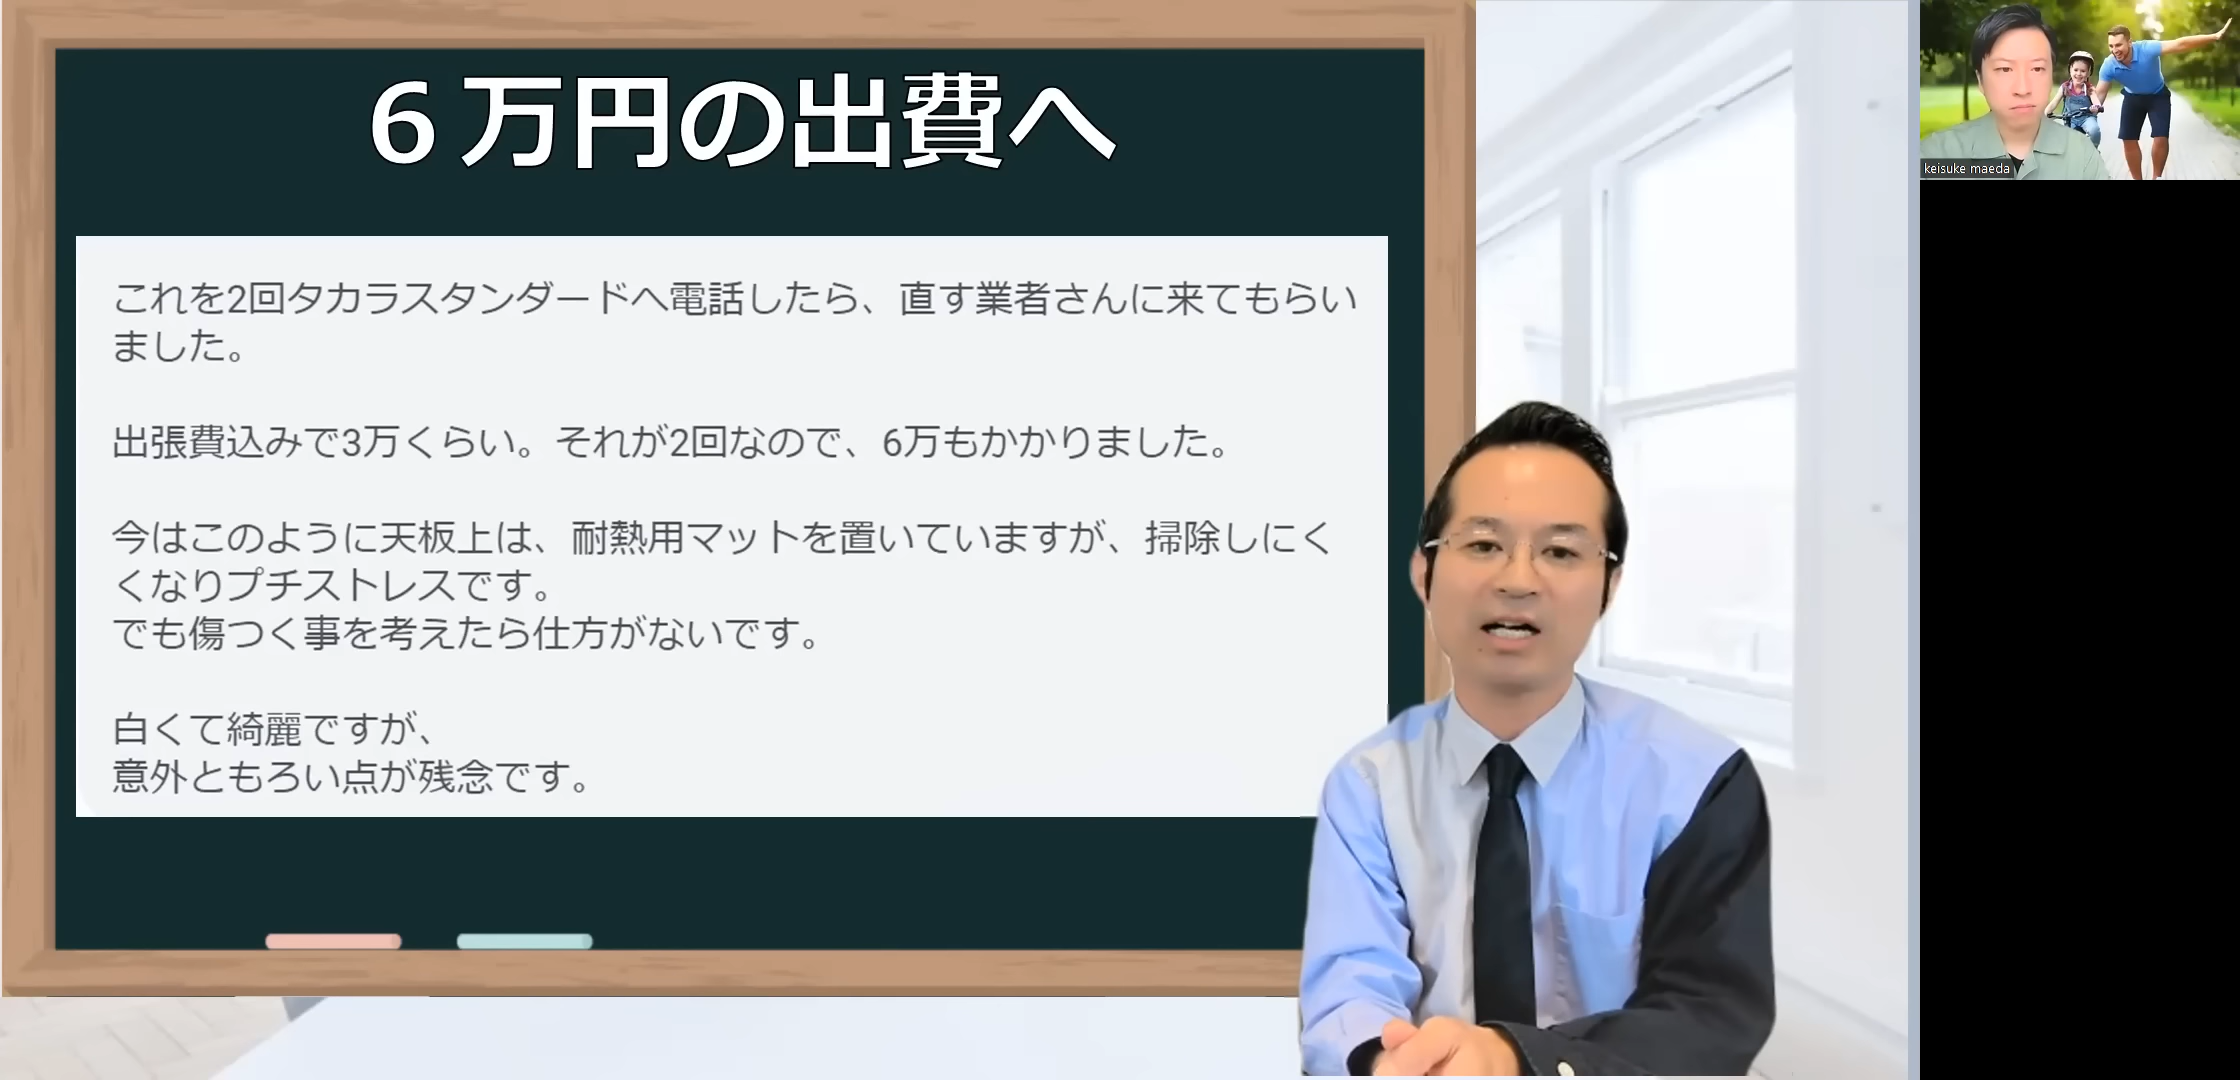 ６万円の出費へ
これを2回タカラスタンダードへ電話したら、直す業者さんに来てもらい
ました。
出張費込みで3万くらい。それが2回なので、6万もかかりました。
今はこのように天板上は、耐熱用マットを置いていますが、掃除しにく
くなりプチストレスです。
でも傷つく事を考えたら仕方がないです。
白くて綺麗ですが、
意外ともろい点が残念です。
keisuke maeda